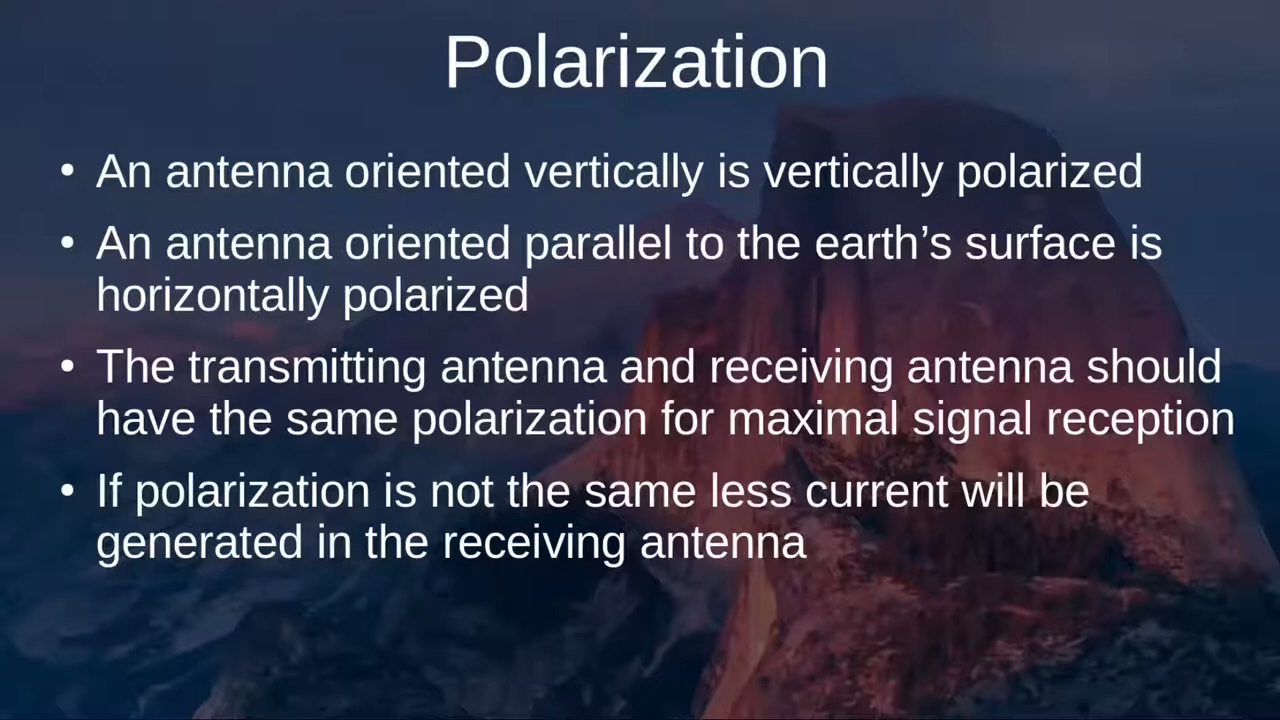 Polarization
• An antenna oriented vertically is vertically polarized
• An antenna oriented parallel to the earth’s surface is
horizontally polarized
• The transmitting antenna and receiving antenna should
have the same polarization for maximal signal reception
• If polarization is not the same less current will be
generated in the receiving antenna